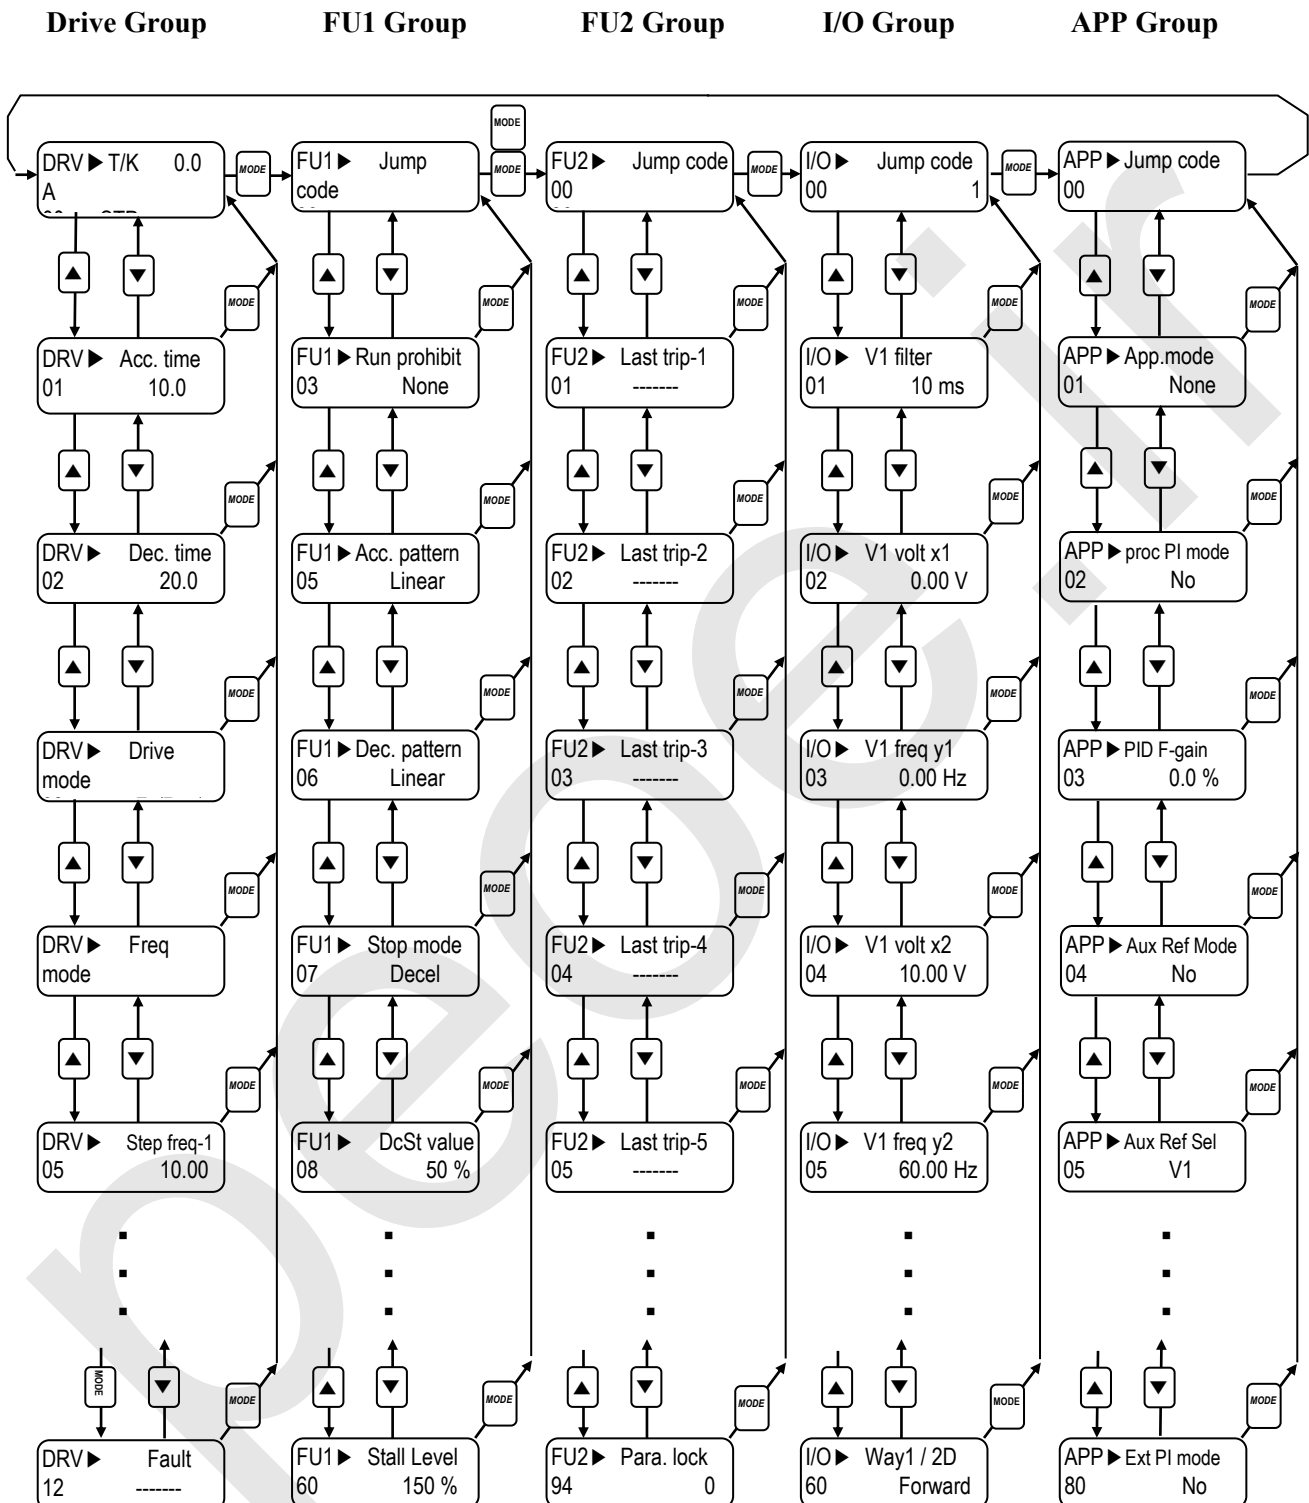 Drive Group
FU1 Group
FU2 Group
I/O Group
APP Group
MODE
DRV▶ T/K 0.0
A
MODE
FU1▶ Jump
code
MODE
FU2▶ Jump code
00
MODE
I/O▶ Jump code
00 1
MODE
APP▶ Jump code
00
▲ ▼ ▲ ▼ ▲ ▼ ▲ ▼ ▲ ▼
MODE MODE MODE MODE MODE
DRV▶ Acc. time
01 10.0
FU1▶ Run prohibit
03 None
FU2▶ Last trip-1
01 -------
I/O▶ V1 filter
01 10 ms
APP▶ App.mode
01 None
▲ ▼ ▲ ▼ ▲ ▼ ▲ ▼ ▲ ▼
MODE MODE MODE MODE MODE
DRV▶ Dec. time
02 20.0
FU1▶ Acc. pattern
05 Linear
FU2▶ Last trip-2
02 -------
I/O▶ V1 volt x1
02 0.00 V
APP▶ proc PI mode
02 No
▲ ▼ ▲ ▼ ▲ ▼ ▲ ▼ ▲ ▼
MODE MODE MODE MODE MODE
DRV▶ Drive
mode
FU1▶ Dec. pattern
06 Linear
FU2▶ Last trip-3
03 -------
I/O▶ V1 freq y1
03 0.00 Hz
APP▶ PID F-gain
03 0.0 %
▲ ▼ ▲ ▼ ▲ ▼ ▲ ▼ ▲ ▼
MODE MODE MODE MODE MODE
DRV▶ Freq
mode
FU1▶ Stop mode
07 Decel
FU2▶ Last trip-4
04 -------
I/O▶ V1 volt x2
04 10.00 V
APP▶ Aux Ref Mode
04 No
▲ ▼ ▲ ▼ ▲ ▼ ▲ ▼ ▲ ▼
MODE MODE MODE MODE MODE
DRV▶ Step freq-1
05 10.00
FU1▶ DcSt value
08 50 %
FU2▶ Last trip-5
05 -------
I/O▶ V1 freq y2
05 60.00 Hz
APP▶ Aux Ref Sel
05 V1
MODE ▼ ▲ ▼ ▲ ▼ ▲ ▼ ▲ ▼
MODE MODE MODE MODE MODE
DRV▶ Fault
12 -------
FU1▶ Stall Level
60 150 %
FU2▶ Para. lock
94 0
I/O▶ Way1 / 2D
60 Forward
APP▶ Ext PI mode
80 No
peoe.ir